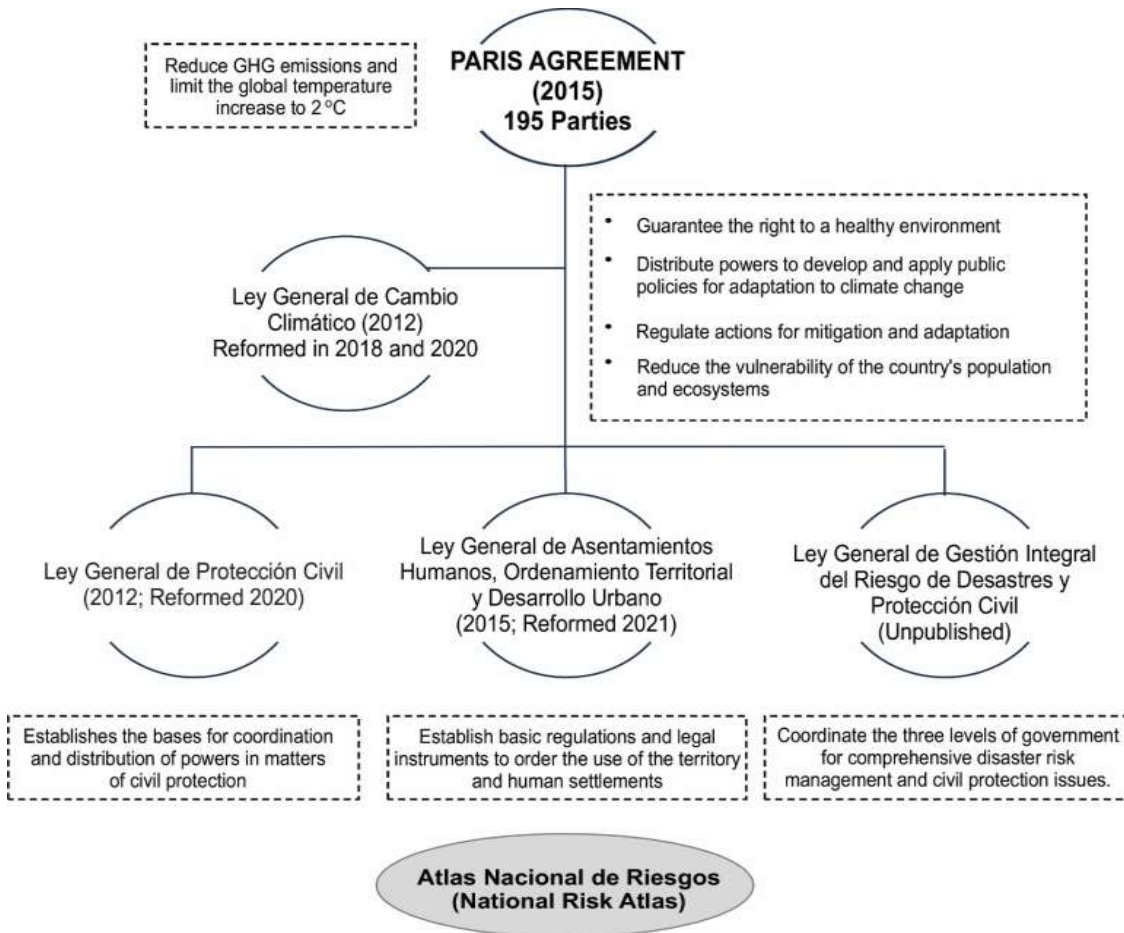 Reduce GHG emissions and
limit the global temperature
increase to 2 ºC
PARIS AGREEMENT
(2015)
195 Parties
Ley General de Cambio
Climático (2012)
Reformed in 2018 and 2020
• Guarantee the right to a healthy environment
• Distribute powers to develop and apply public
policies for adaptation to climate change
• Regulate actions for mitigation and adaptation
• Reduce the vulnerability of the country's population
and ecosystems
Ley General de Protección Civil
(2012; Reformed 2020)
Ley General de Asentamientos
Humanos, Ordenamiento Territorial
y Desarrollo Urbano
(2015; Reformed 2021)
Ley General de Gestión Integral
del Riesgo de Desastres y
Protección Civil
(Unpublished)
Establishes the bases for coordination
and distribution of powers in matters
of civil protection
Establish basic regulations and legal
instruments to order the use of the territory
and human settlements
Coordinate the three levels of government
for comprehensive disaster risk
management and civil protection issues.
Atlas Nacional de Riesgos
(National Risk Atlas)